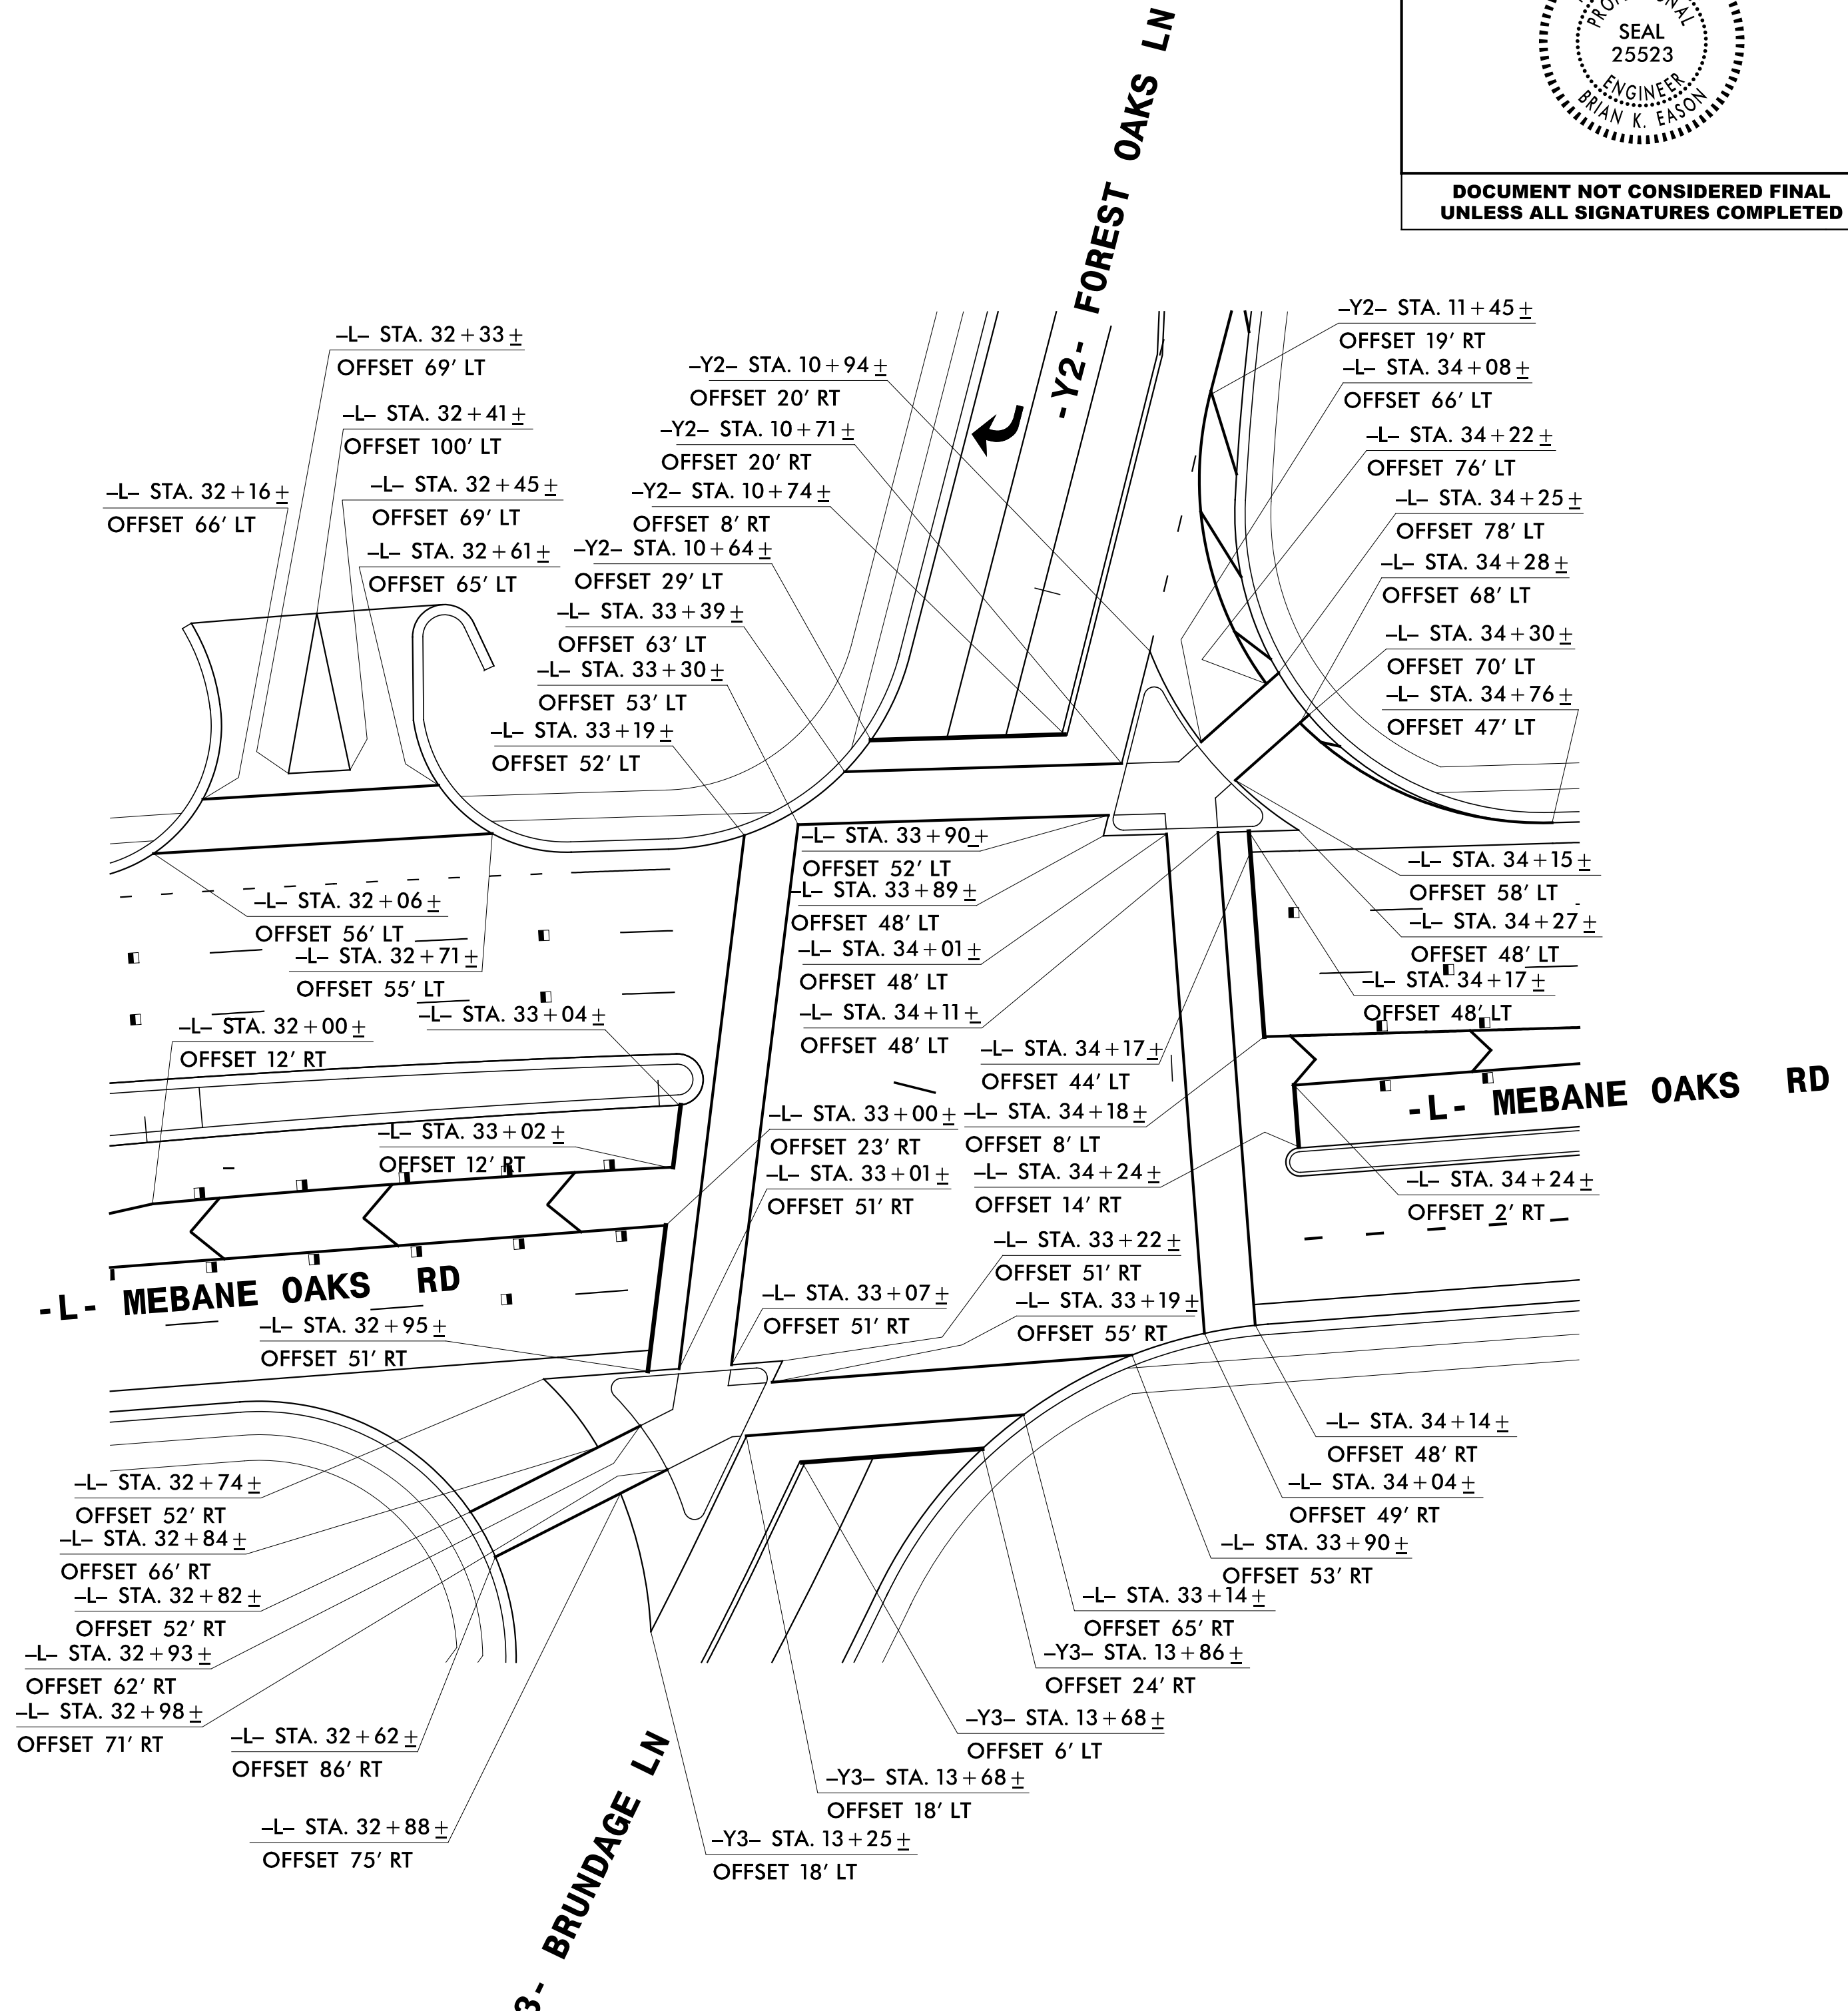 PROFESSIONAL
SEAL
25523
ENGINEER
BRIAN K. EASON
DOCUMENT NOT CONSIDERED FINAL
UNLESS ALL SIGNATURES COMPLETED
-Y2- FOREST OAKS LN
–L– STA. 32+33±
OFFSET 69' LT
–L– STA. 32+41±
OFFSET 100' LT
–L– STA. 32+16±
OFFSET 66' LT
–L– STA. 32+45±
OFFSET 69' LT
–L– STA. 32+61±
OFFSET 65' LT
–Y2– STA. 10+94±
OFFSET 20' RT
–Y2– STA. 10+71±
OFFSET 20' RT
–Y2– STA. 10+74±
OFFSET 8' RT
–Y2– STA. 10+64±
OFFSET 29' LT
–L– STA. 33+39±
OFFSET 63' LT
–L– STA. 33+30±
OFFSET 53' LT
–L– STA. 33+19±
OFFSET 52' LT
–Y2– STA. 11+45±
OFFSET 19' RT
–L– STA. 34+08±
OFFSET 66' LT
–L– STA. 34+22±
OFFSET 76' LT
–L– STA. 34+25±
OFFSET 78' LT
–L– STA. 34+28±
OFFSET 68' LT
–L– STA. 34+30±
OFFSET 70' LT
–L– STA. 34+76±
OFFSET 47' LT
–L– STA. 32+06±
OFFSET 56' LT
–L– STA. 32+71±
OFFSET 55' LT
–L– STA. 32+00±
OFFSET 12' RT
–L– STA. 33+04±
–L– STA. 33+02±
OFFSET 12' RT
–L– STA. 33+90±
OFFSET 52' LT
–L– STA. 33+89±
OFFSET 48' LT
–L– STA. 34+01±
OFFSET 48' LT
–L– STA. 34+11±
OFFSET 48' LT
–L– STA. 34+17±
OFFSET 44' LT
–L– STA. 33+00±
OFFSET 23' RT
–L– STA. 34+18±
OFFSET 8' LT
–L– STA. 33+01±
OFFSET 51' RT
–L– STA. 34+24±
OFFSET 14' RT
–L– STA. 33+22±
OFFSET 51' RT
–L– STA. 33+07±
OFFSET 51' RT
–L– STA. 33+19±
OFFSET 55' RT
–L– STA. 34+15±
OFFSET 58' LT
–L– STA. 34+27±
OFFSET 48' LT
–L– STA. 34+17±
OFFSET 48' LT
-L- MEBANE OAKS RD
–L– STA. 34+24±
OFFSET 2' RT
-L- MEBANE OAKS RD
–L– STA. 32+95±
OFFSET 51' RT
–L– STA. 32+74±
OFFSET 52' RT
–L– STA. 32+84±
OFFSET 66' RT
–L– STA. 32+82±
OFFSET 52' RT
–L– STA. 32+93±
OFFSET 62' RT
–L– STA. 32+98±
OFFSET 71' RT
–L– STA. 32+62±
OFFSET 86' RT
–L– STA. 32+88±
OFFSET 75' RT
–L– STA. 34+14±
OFFSET 48' RT
–L– STA. 34+04±
OFFSET 49' RT
–L– STA. 33+90±
OFFSET 53' RT
–L– STA. 33+14±
OFFSET 65' RT
–Y3– STA. 13+86±
OFFSET 24' RT
–Y3– STA. 13+68±
OFFSET 6' LT
–Y3– STA. 13+68±
OFFSET 18' LT
–Y3– STA. 13+25±
OFFSET 18' LT
3- BRUNDAGE LN